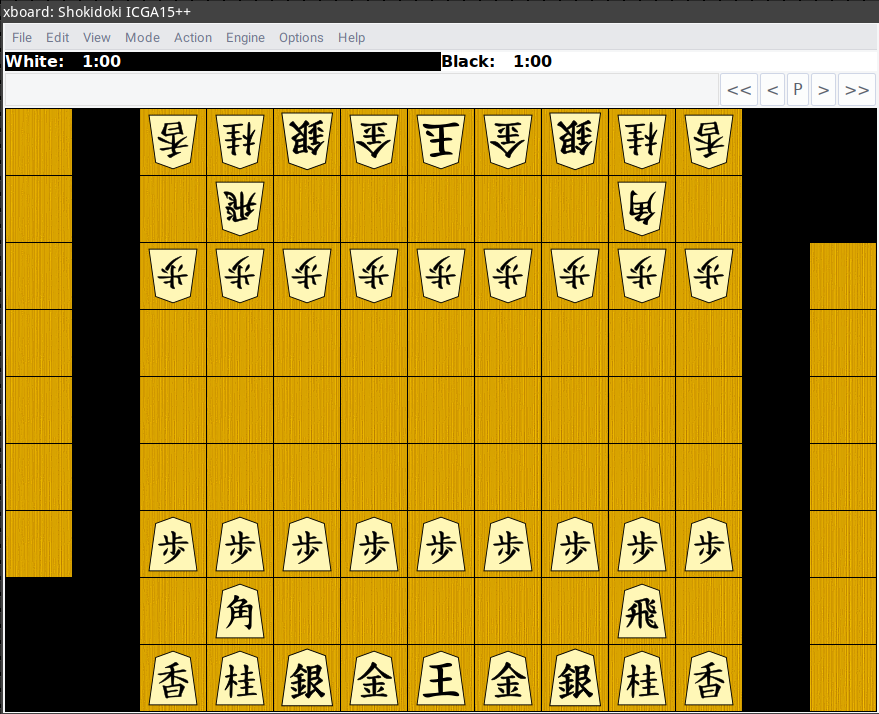 xboard: Shokidoki ICGA15++
File Edit View Mode Action Engine Options Help
White: 1:00 Black: 1:00
<< < P > >>
香 桂 銀 金 王 金 銀 桂 香
飛 角
歩 歩 歩 歩 歩 歩 歩 歩 歩
歩 歩 歩 歩 歩 歩 歩 歩 歩
角 飛
香 桂 銀 金 王 金 銀 桂 香